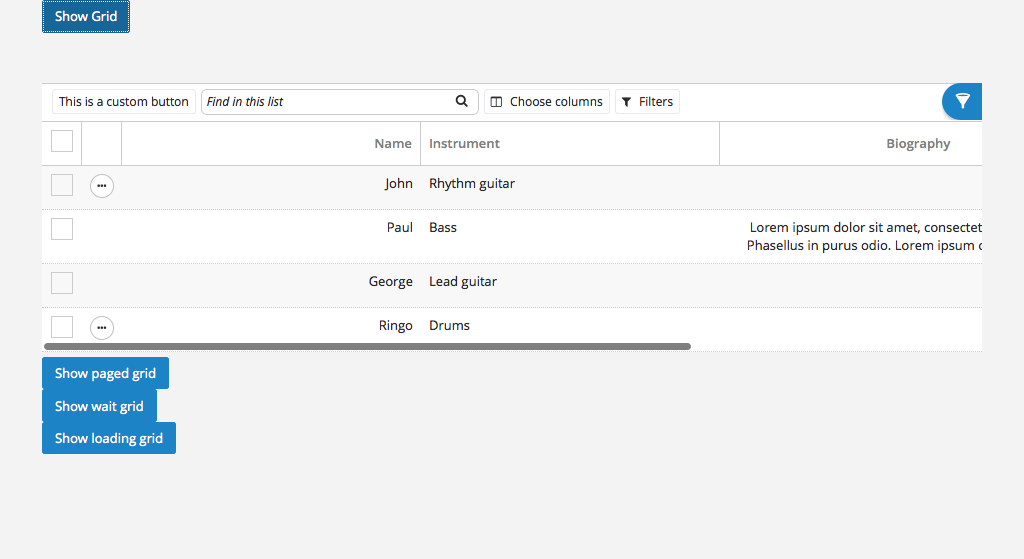 Show Grid
This is a custom button Find in this list Choose columns Filters
Name Instrument Biography
John Rhythm guitar
Paul Bass Lorem ipsum dolor sit amet, consectet
Phasellus in purus odio. Lorem ipsum
George Lead guitar
Ringo Drums
Show paged grid
Show wait grid
Show loading grid